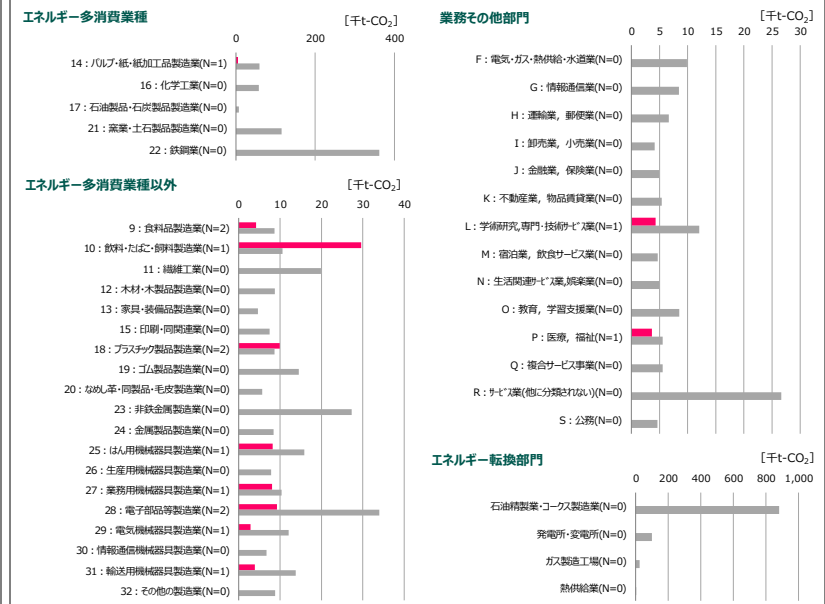 エネルギー多消費業種
[千t-CO₂]
0 200 400
14：パルプ・紙・紙加工品製造業(N=1)
16：化学工業(N=0)
17：石油製品・石炭製品製造業(N=0)
21：窯業・土石製品製造業(N=0)
22：鉄鋼業(N=0)
エネルギー多消費業種以外
[千t-CO₂]
0 10 20 30 40
9：食料品製造業(N=2)
10：飲料・たばこ・飼料製造業(N=1)
11：繊維工業(N=0)
12：木材・木製品製造業(N=0)
13：家具・装備品製造業(N=0)
15：印刷・同関連業(N=0)
18：プラスチック製品製造業(N=2)
19：ゴム製品製造業(N=0)
20：なめし革・同製品・毛皮製造業(N=0)
23：非鉄金属製造業(N=0)
24：金属製品製造業(N=0)
25：はん用機械器具製造業(N=1)
26：生産用機械器具製造業(N=0)
27：業務用機械器具製造業(N=1)
28：電子部品等製造業(N=2)
29：電気機械器具製造業(N=1)
30：情報通信機械器具製造業(N=0)
31：輸送用機械器具製造業(N=1)
32：その他の製造業(N=0)
業務その他部門
[千t-CO₂]
0 5 10 15 20 25 30
F：電気・ガス・熱供給・水道業(N=0)
G：情報通信業(N=0)
H：運輸業，郵便業(N=0)
I：卸売業，小売業(N=0)
J：金融業，保険業(N=0)
K：不動産業，物品賃貸業(N=0)
L：学術研究,専門・技術ｻｰﾋﾞｽ業(N=1)
M：宿泊業，飲食サービス業(N=0)
N：生活関連ｻｰﾋﾞｽ業,娯楽業(N=0)
O：教育，学習支援業(N=0)
P：医療，福祉(N=1)
Q：複合サービス事業(N=0)
R：ｻｰﾋﾞｽ業(他に分類されない)(N=0)
S：公務(N=0)
エネルギー転換部門
[千t-CO₂]
0 200 400 600 800 1,000
石油精製業・コークス製造業(N=0)
発電所・変電所(N=0)
ガス製造工場(N=0)
熱供給業(N=0)